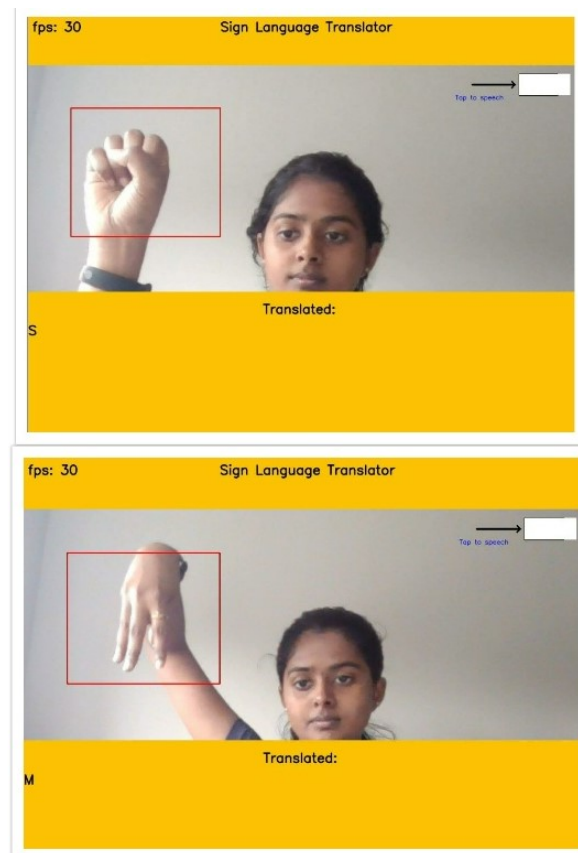 fps: 30 Sign Language Translator
Tap to speech
Translated:
S
fps: 30 Sign Language Translator
Tap to speech
Translated:
M